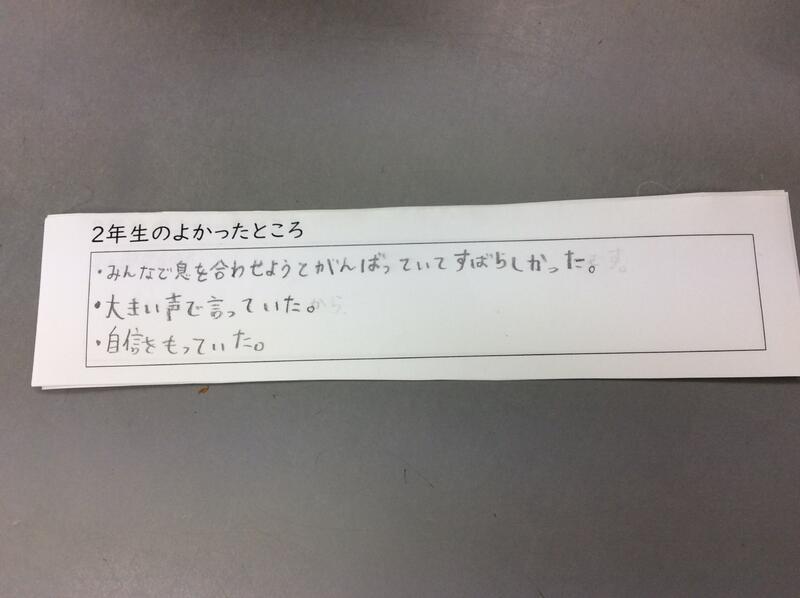 2年生のよかったところ
・みんなで息を合わせようとがんばっていてすばらしかった。
・大きい声で言っていた。
・自信をもっていた。